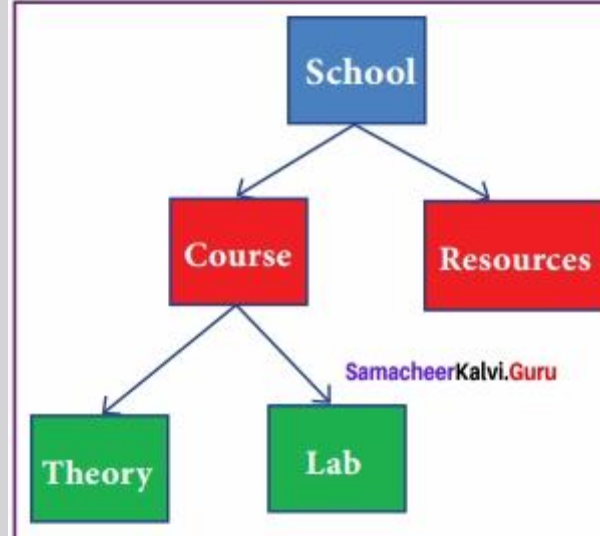 School
Course
Resources
SamacheerKalvi.Guru
Theory
Lab